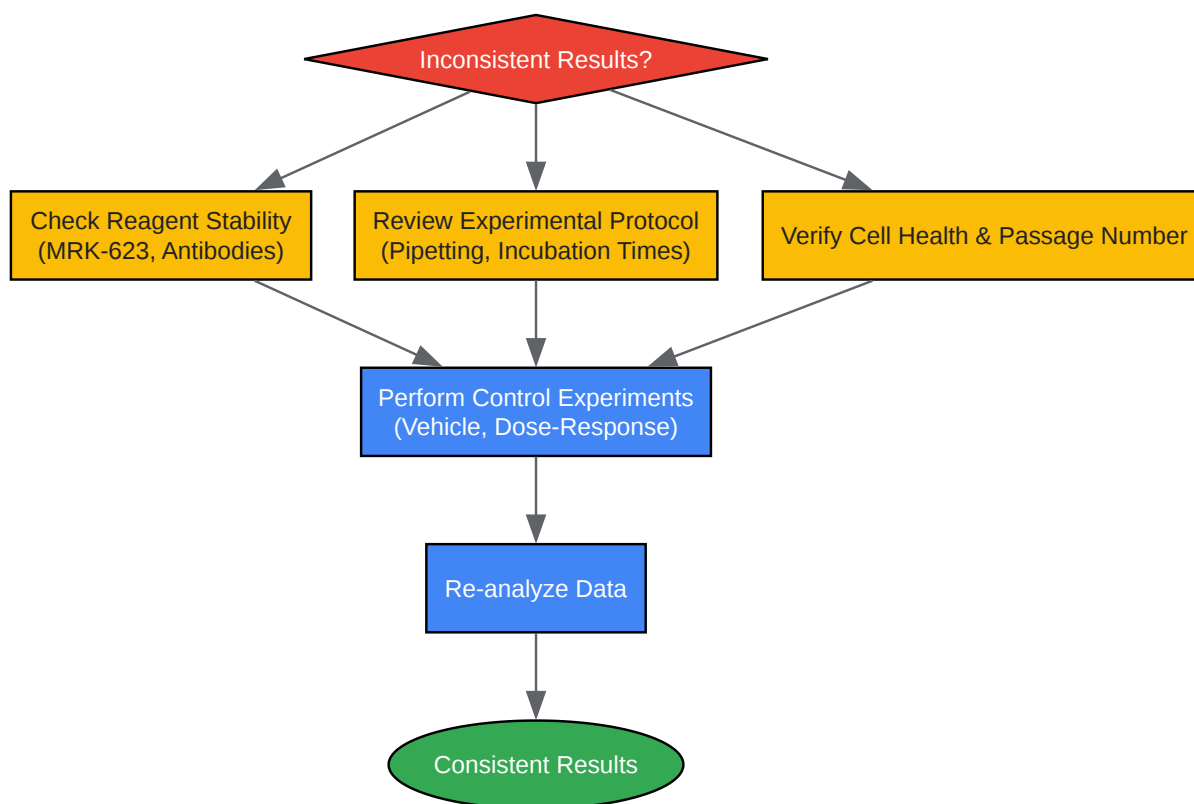 Inconsistent Results?
Check Reagent Stability
(MRK-623, Antibodies)
Review Experimental Protocol
(Pipetting, Incubation Times)
Verify Cell Health & Passage Number
Perform Control Experiments
(Vehicle, Dose-Response)
Re-analyze Data
Consistent Results